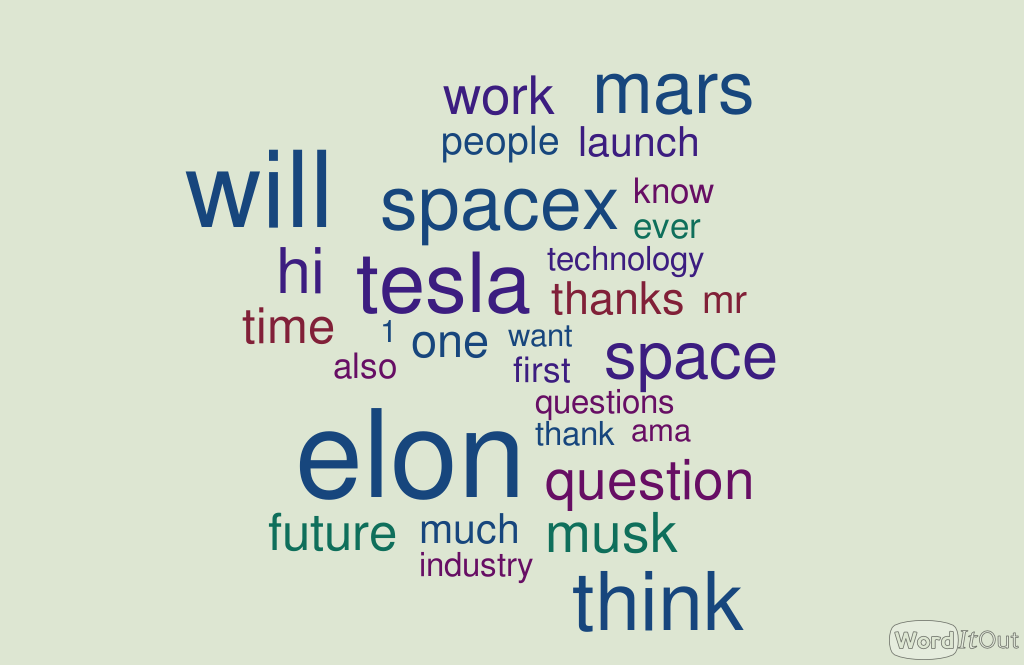 work mars
people launch
will spacex know
ever
hi tesla technology
thanks mr
time 1 one want
also first space
questions
elon thank ama
question
future much musk
industry
think
WordItOut